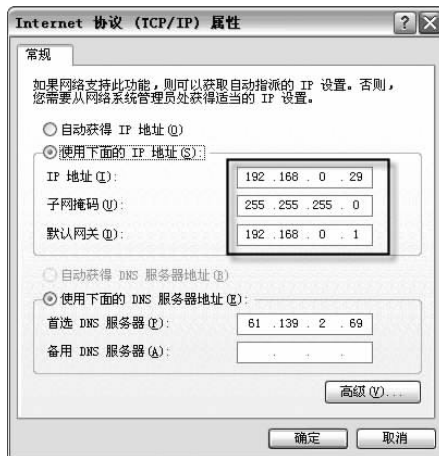 Internet 协议 (TCP/IP) 属性
常规
如果网络支持此功能，则可以获取自动指派的 IP 设置。否则，
您需要从网络系统管理员处获得适当的 IP 设置。
自动获得 IP 地址(O)
使用下面的 IP 地址(S):
IP 地址(I): 192 .168 . 0 . 29
子网掩码(U): 255 .255 .255 . 0
默认网关(D): 192 .168 . 0 . 1
自动获得 DNS 服务器地址(B)
使用下面的 DNS 服务器地址(E):
首选 DNS 服务器(P): 61 .139 . 2 . 69
备用 DNS 服务器(A): . . .
高级(V)...
确定 取消